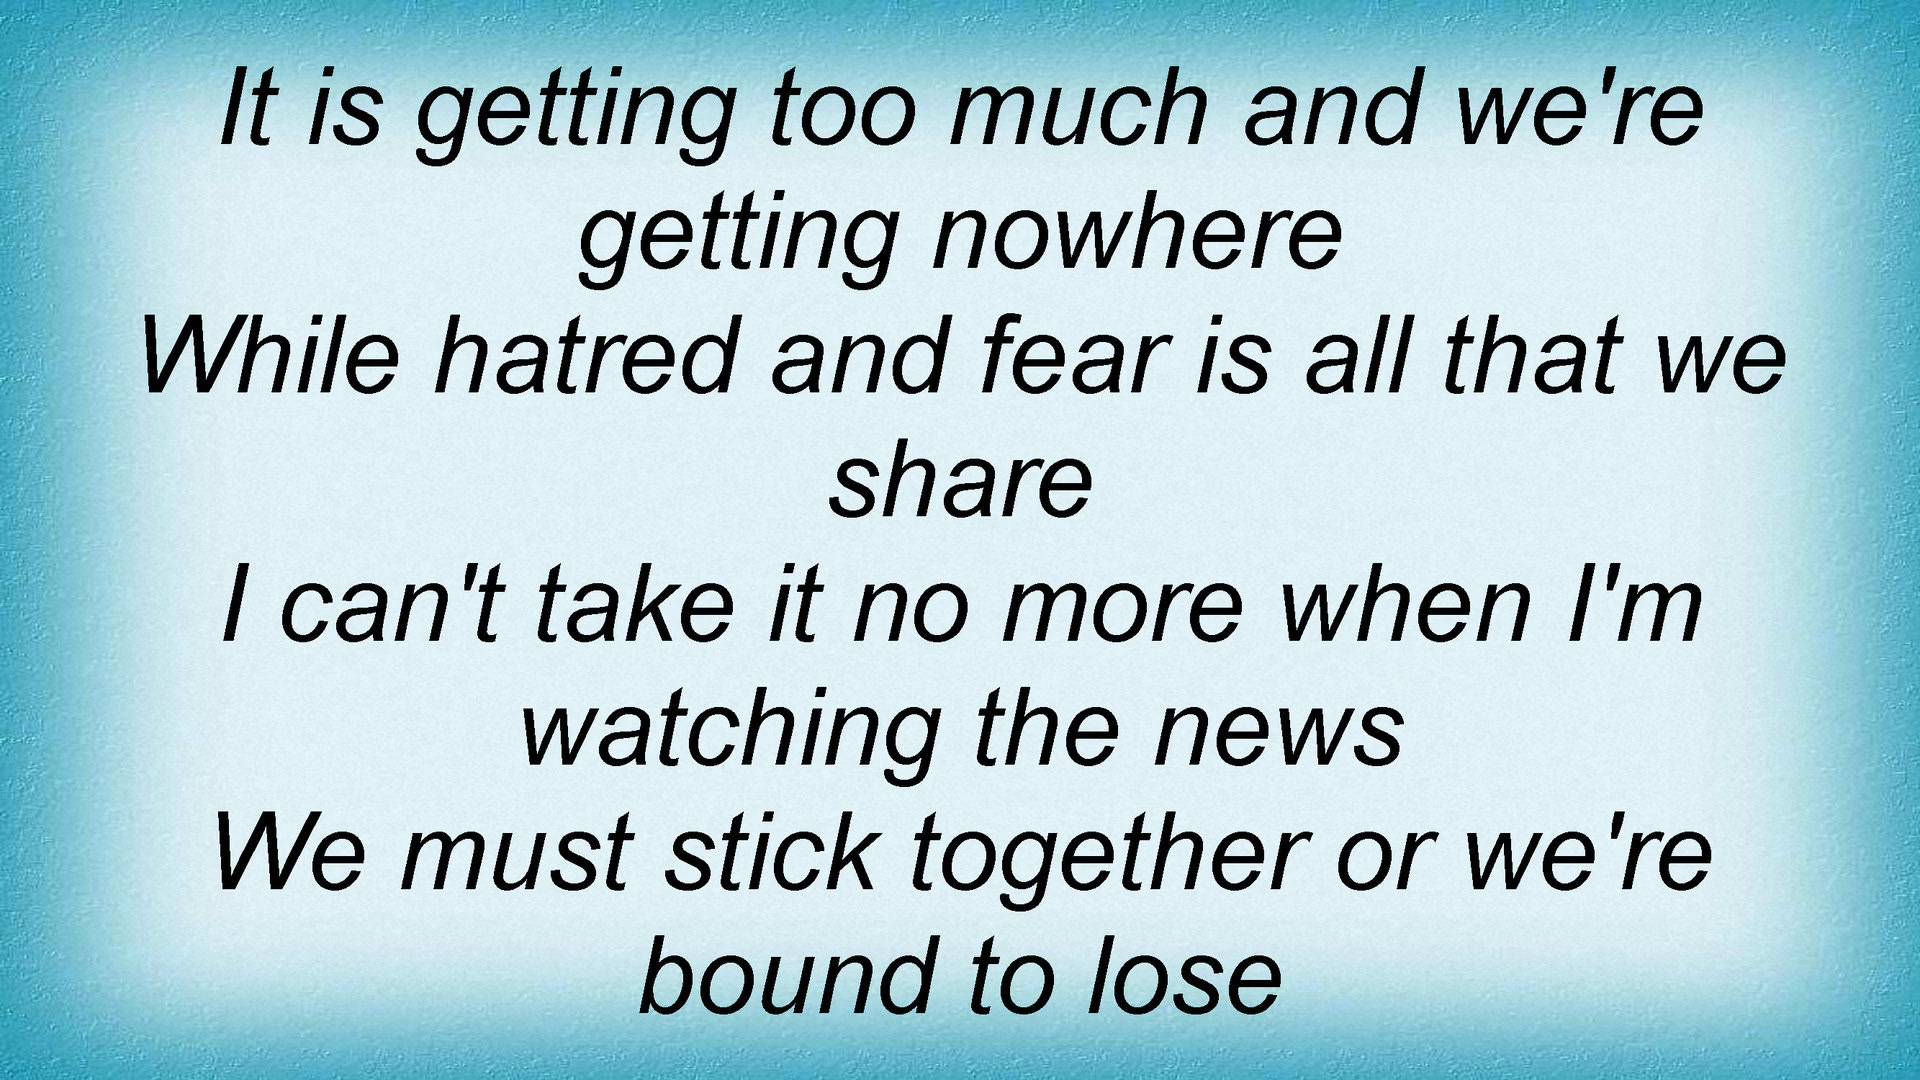 It is getting too much and we're
getting nowhere
While hatred and fear is all that we
share
I can't take it no more when I'm
watching the news
We must stick together or we're
bound to lose